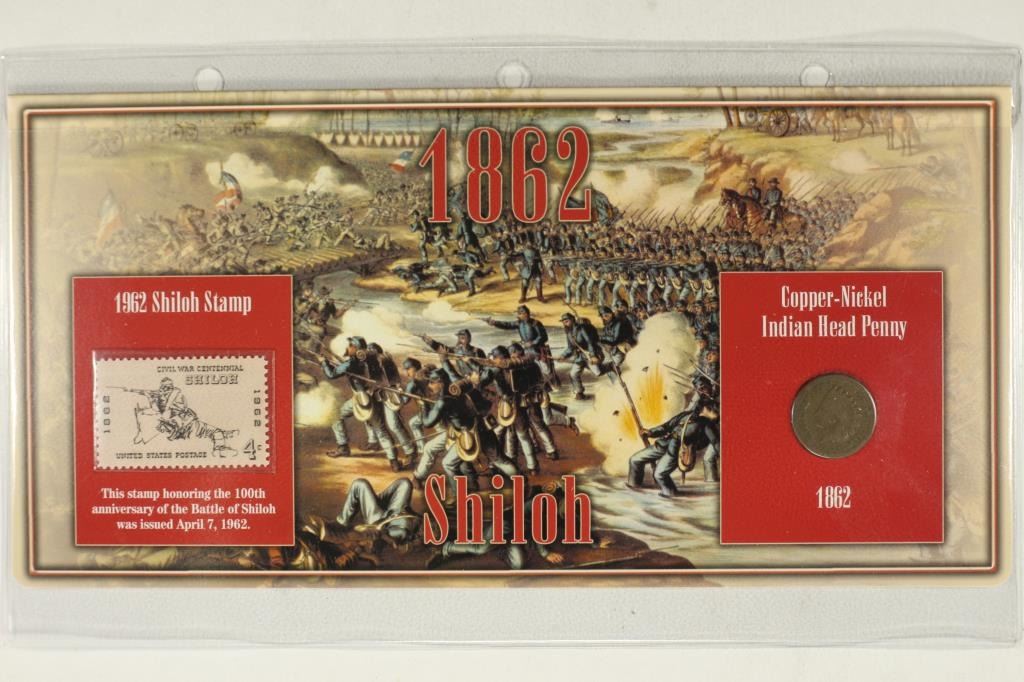 1862
1962 Shiloh Stamp
CIVIL WAR CENTENNIAL
SHILOH
1862
1962
4c
UNITED STATES POSTAGE
This stamp honoring the 100th
anniversary of the Battle of Shiloh
was issued April 7, 1962.
Shiloh
Copper-Nickel
Indian Head Penny
1862